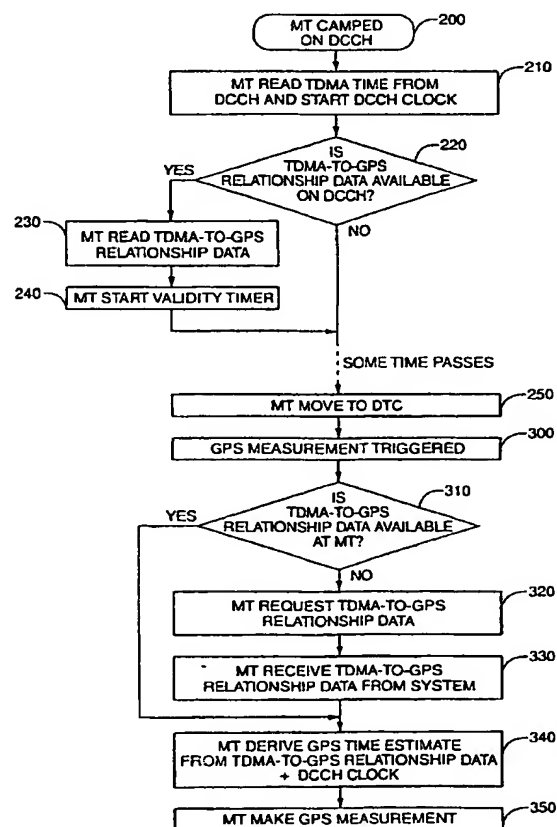 MT CAMPED
ON DCCH
200
210
MT READ TDMA TIME FROM
DCCH AND START DCCH CLOCK
220
IS
TDMA-TO-GPS
RELATIONSHIP DATA AVAILABLE
ON DCCH?
YES
NO
230
MT READ TDMA-TO-GPS
RELATIONSHIP DATA
240
MT START VALIDITY TIMER
SOME TIME PASSES
250
MT MOVE TO DTC
300
GPS MEASUREMENT TRIGGERED
310
IS
TDMA-TO-GPS
RELATIONSHIP DATA AVAILABLE
AT MT?
YES
NO
320
MT REQUEST TDMA-TO-GPS
RELATIONSHIP DATA
330
MT RECEIVE TDMA-TO-GPS
RELATIONSHIP DATA FROM SYSTEM
340
MT DERIVE GPS TIME ESTIMATE
FROM TDMA-TO-GPS RELATIONSHIP DATA
+ DCCH CLOCK
350
MT MAKE GPS MEASUREMENT